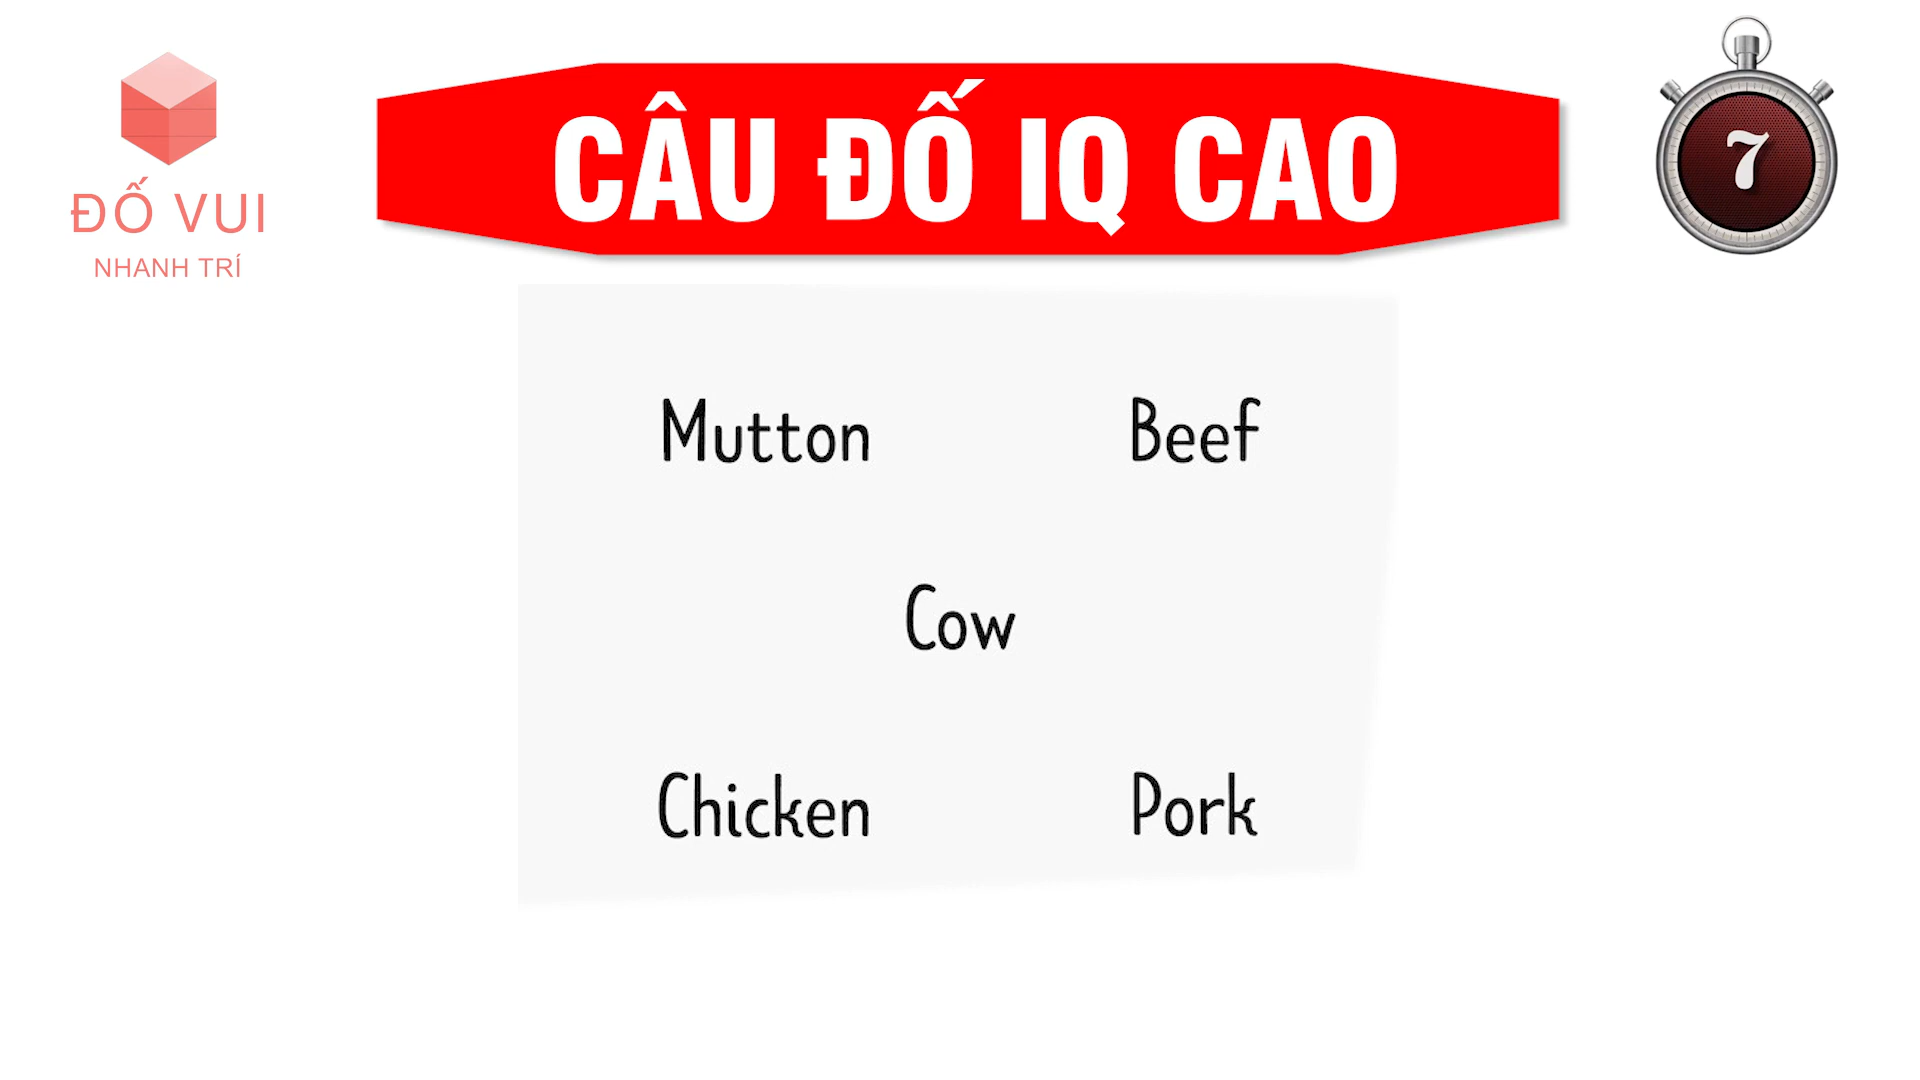 CÂU ĐỐ IQ CAO
7
ĐỐ VUI
NHANH TRÍ
Mutton Beef
Cow
Chicken Pork